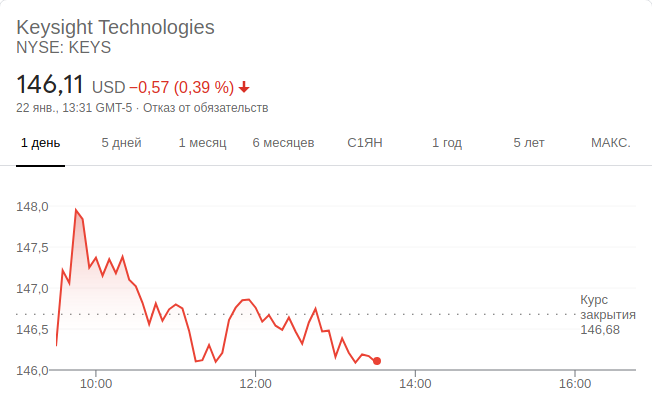 Keysight Technologies
NYSE: KEYS
146,11 USD −0,57 (0,39 %)
22 янв., 13:31 GMT-5 · Отказ от обязательств
1 день 5 дней 1 месяц 6 месяцев С1ЯН 1 год 5 лет МАКС.
148,0
147,5
147,0
Курс
закрытия
146,68
146,5
146,0
10:00 12:00 14:00 16:00